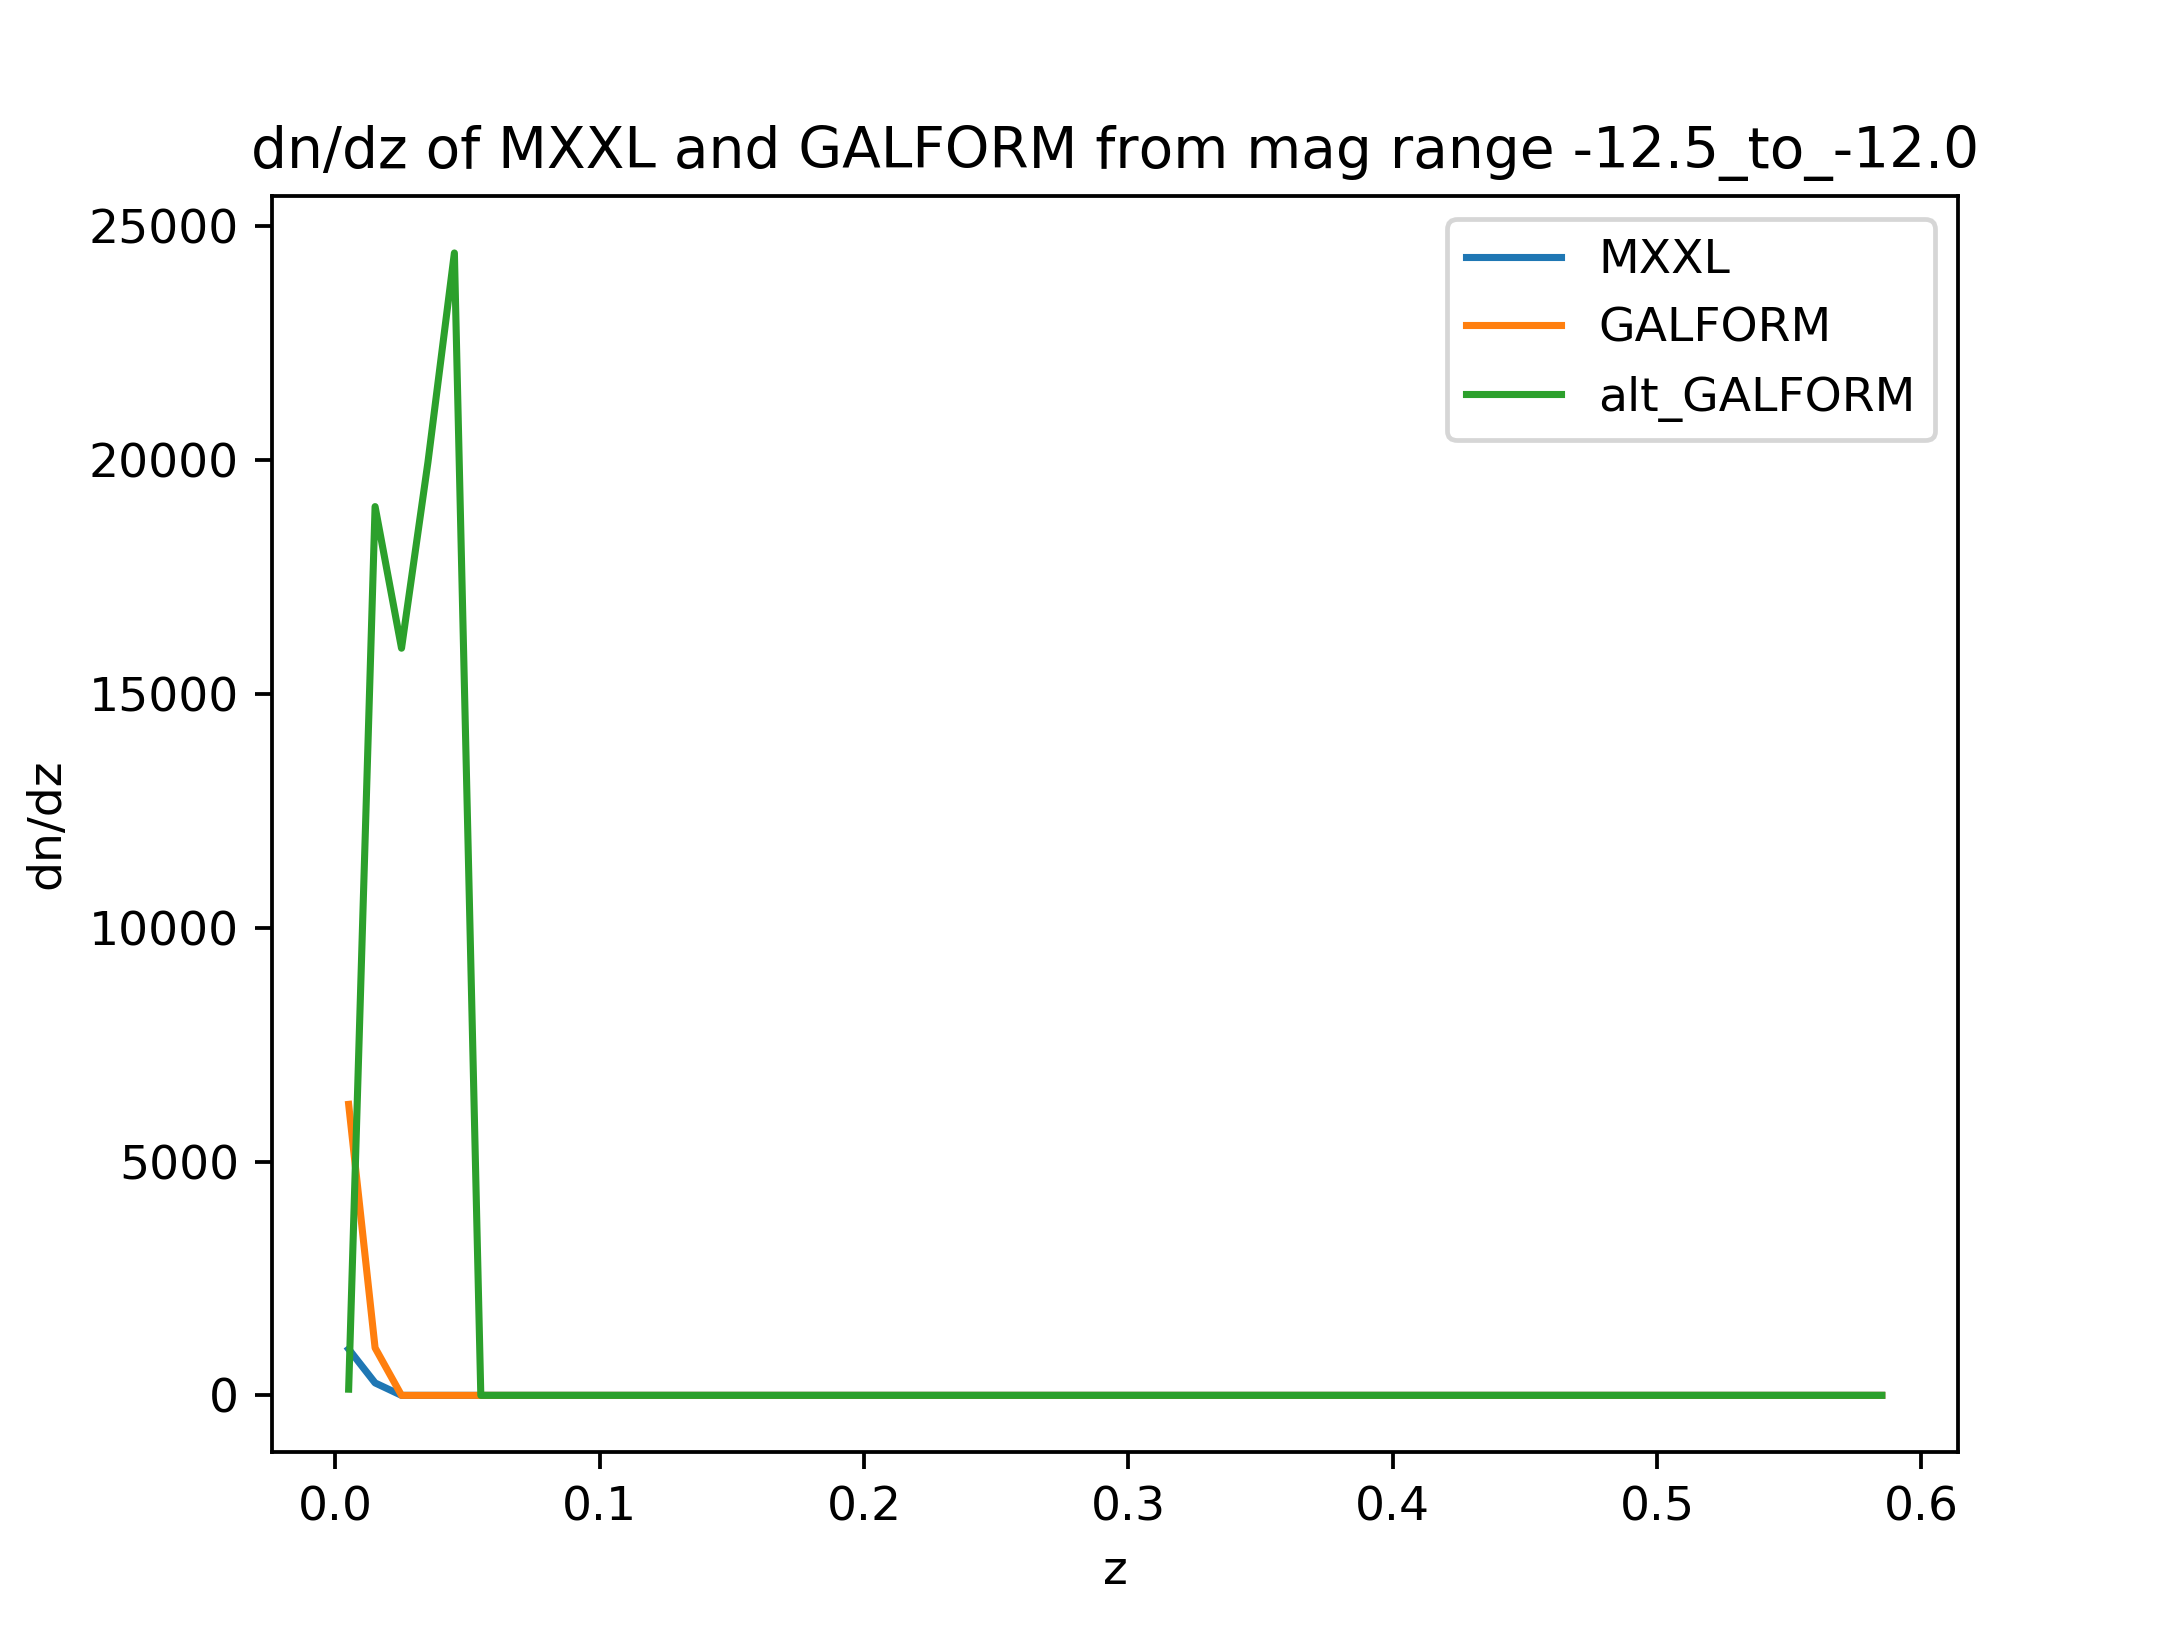 dn/dz of MXXL and GALFORM from mag range -12.5_to_-12.0
25000
20000
15000
10000
5000
0
dn/dz
MXXL
GALFORM
alt_GALFORM
0.0 0.1 0.2 0.3 0.4 0.5 0.6
z